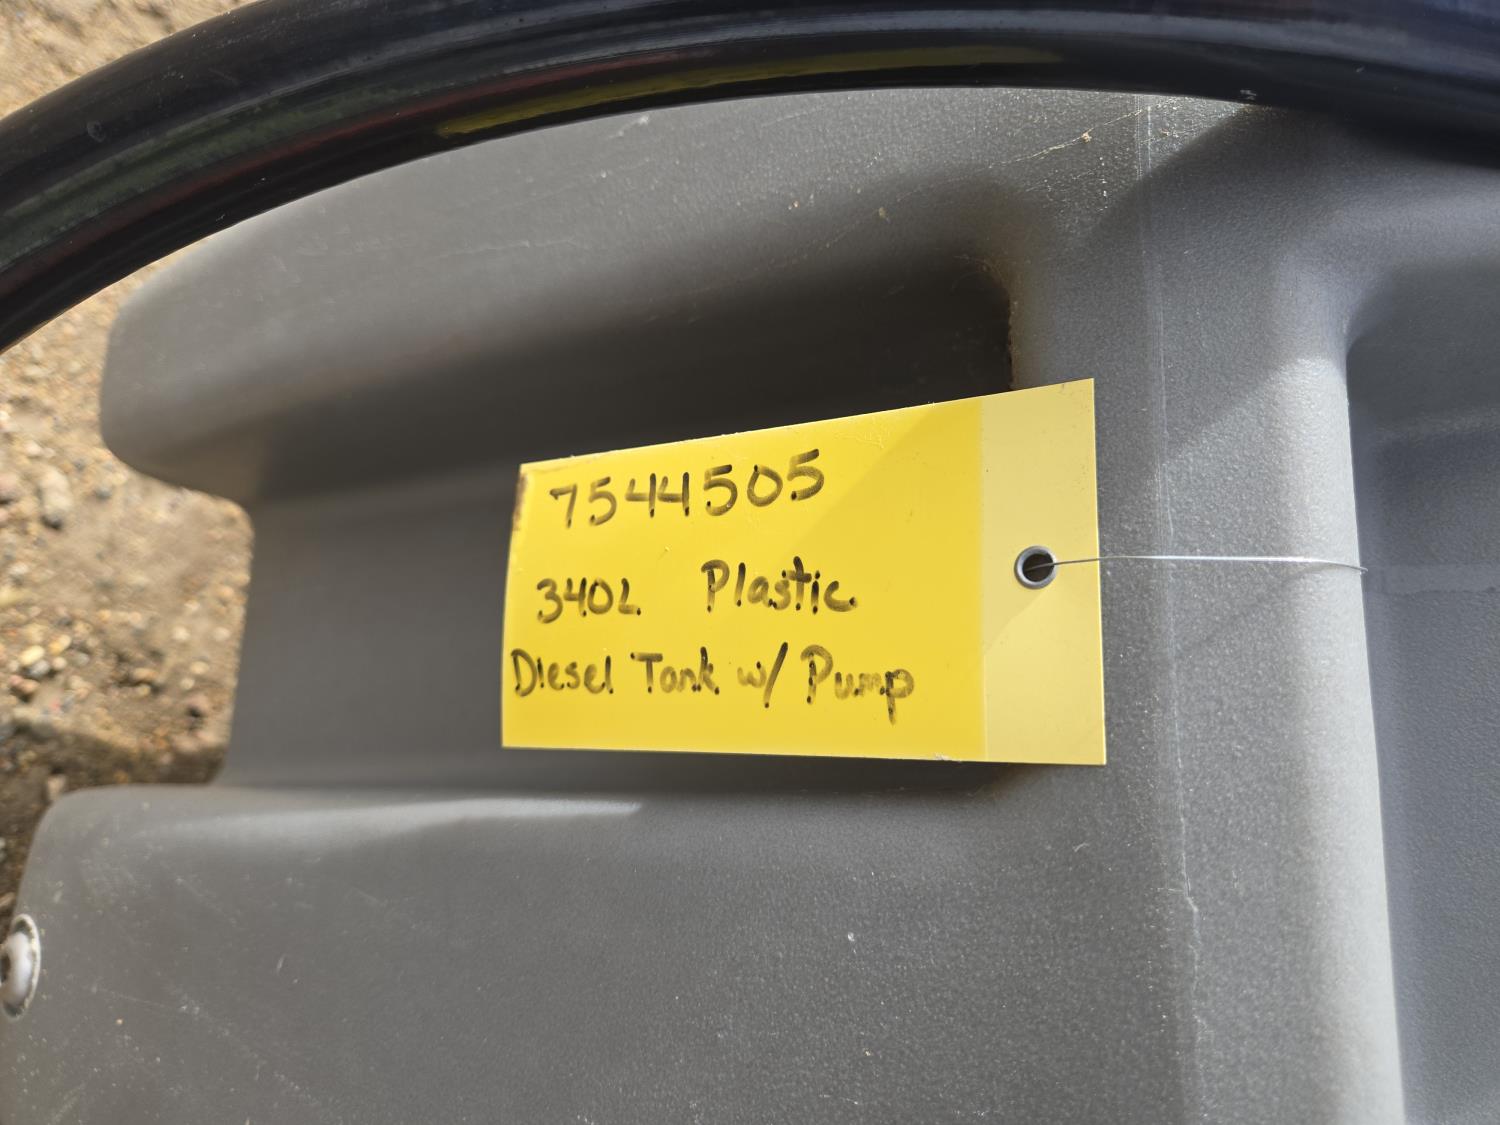 7544505
340L Plastic
Diesel Tank w/ Pump